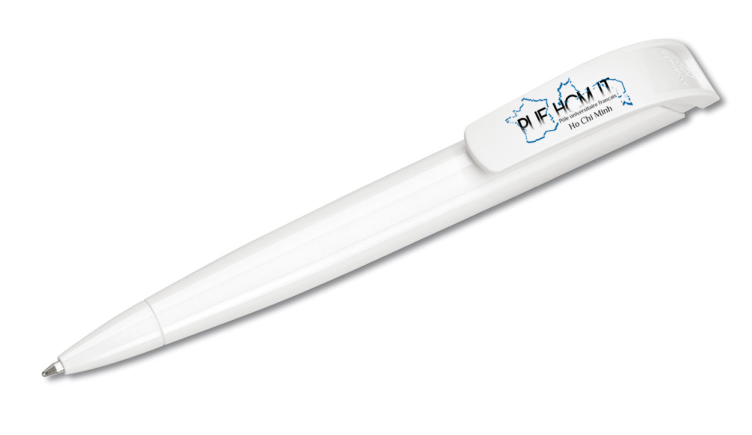 PUF HCM IT
Pôle universitaire français
Ho Chi Minh